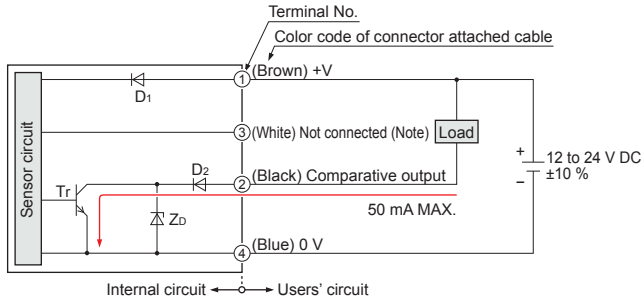 Terminal No.
Color code of connector attached cable
1 (Brown) +V
D1
3 (White) Not connected (Note) Load
Sensor circuit
D2
2 (Black) Comparative output
+ 12 to 24 V DC
− ±10 %
Tr
ZD
50 mA MAX.
4 (Blue) 0 V
Internal circuit Users' circuit